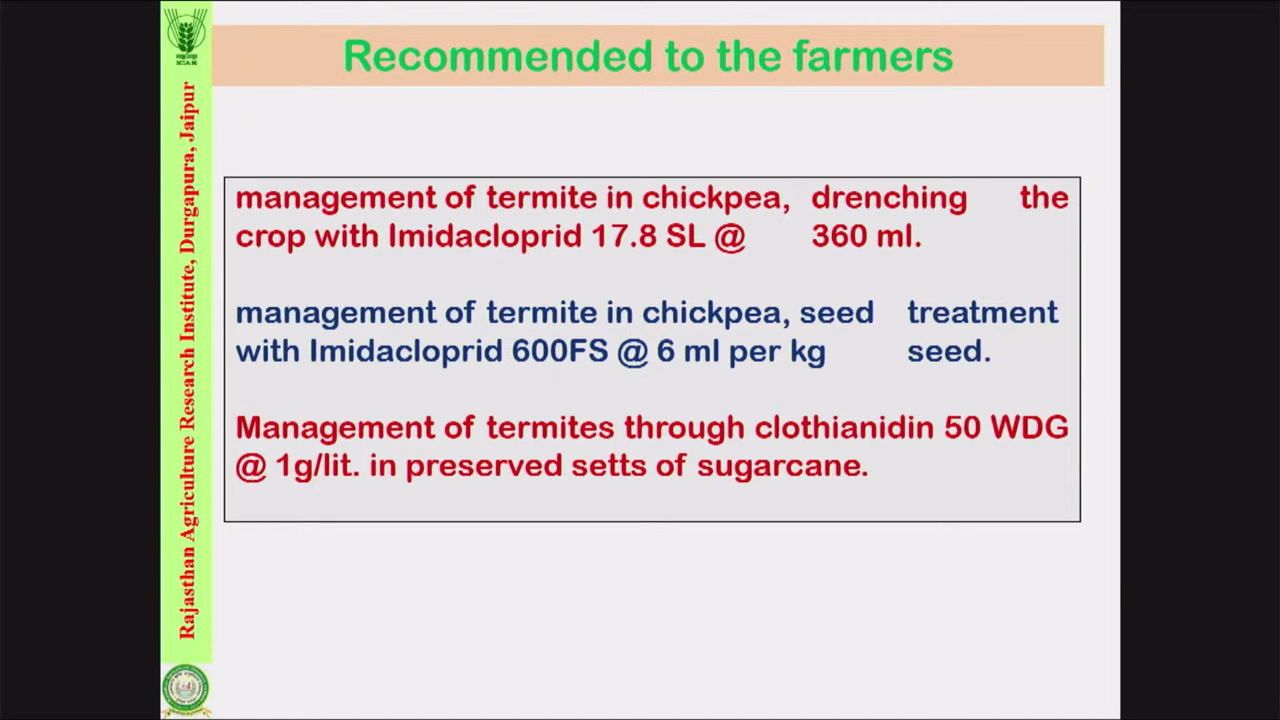 Recommended to the farmers
management of termite in chickpea, drenching the
crop with Imidacloprid 17.8 SL @ 360 ml.
management of termite in chickpea, seed treatment
with Imidacloprid 600FS @ 6 ml per kg seed.
Management of termites through clothianidin 50 WDG
@ 1g/lit. in preserved setts of sugarcane.
Rajasthan Agriculture Research Institute, Durgapura, Jaipur